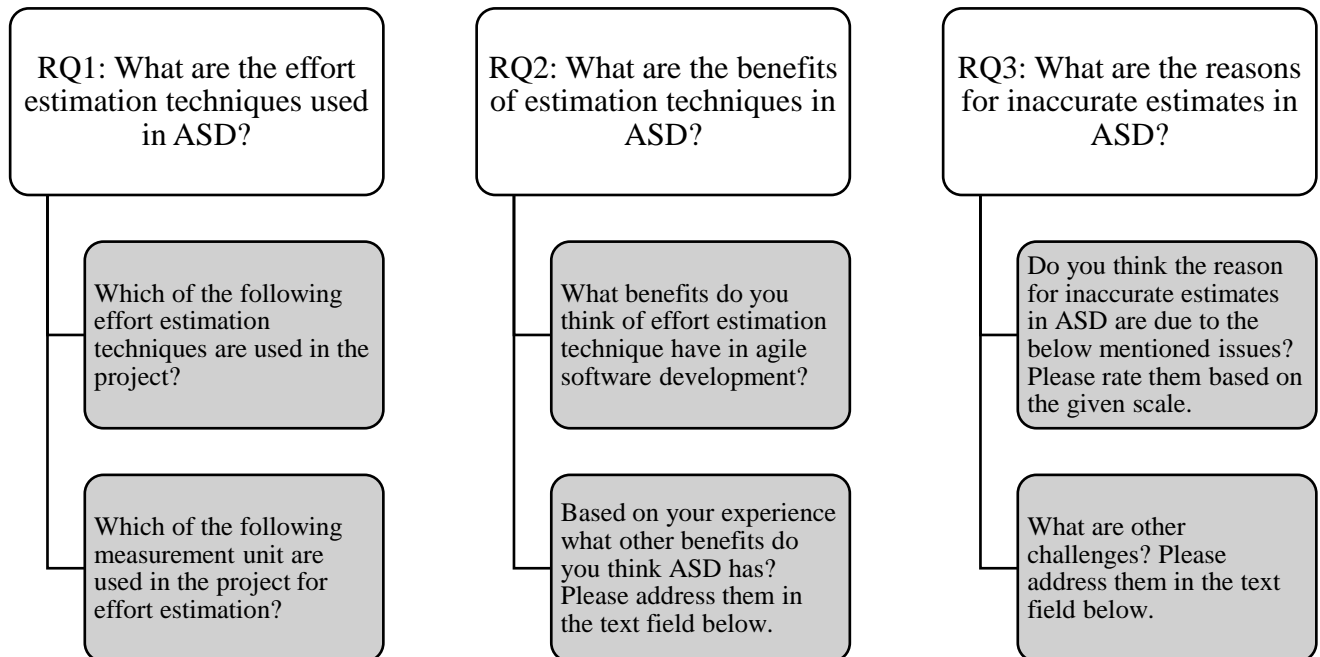 RQ1: What are the effort
estimation techniques used
in ASD?
Which of the following
effort estimation
techniques are used in the
project?
Which of the following
measurement unit are
used in the project for
effort estimation?
RQ2: What are the benefits
of estimation techniques in
ASD?
What benefits do you
think of effort estimation
technique have in agile
software development?
Based on your experience
what other benefits do
you think ASD has?
Please address them in
the text field below.
RQ3: What are the reasons
for inaccurate estimates in
ASD?
Do you think the reason
for inaccurate estimates
in ASD are due to the
below mentioned issues?
Please rate them based on
the given scale.
What are other
challenges? Please
address them in the text
field below.